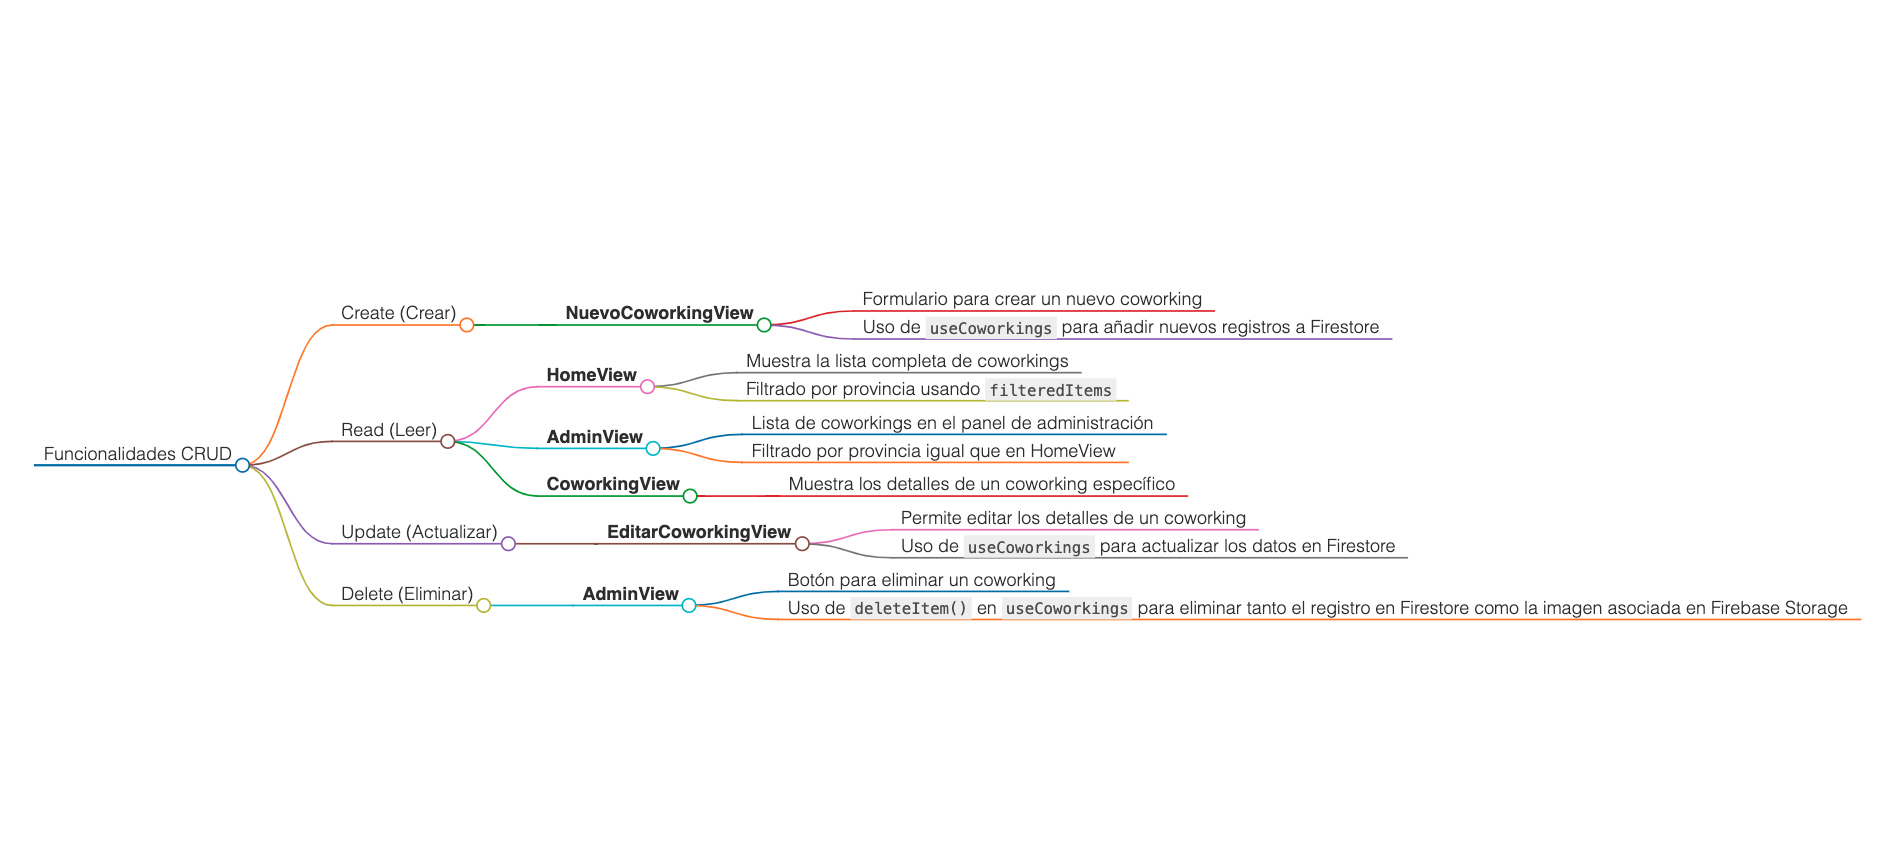 Funcionalidades CRUD
Create (Crear)
NuevoCoworkingView
Formulario para crear un nuevo coworking
Uso de useCoworkings para añadir nuevos registros a Firestore
Read (Leer)
HomeView
Muestra la lista completa de coworkings
Filtrado por provincia usando filteredItems
AdminView
Lista de coworkings en el panel de administración
Filtrado por provincia igual que en HomeView
CoworkingView
Muestra los detalles de un coworking específico
Update (Actualizar)
EditarCoworkingView
Permite editar los detalles de un coworking
Uso de useCoworkings para actualizar los datos en Firestore
Delete (Eliminar)
AdminView
Botón para eliminar un coworking
Uso de deleteItem() en useCoworkings para eliminar tanto el registro en Firestore como la imagen asociada en Firebase Storage